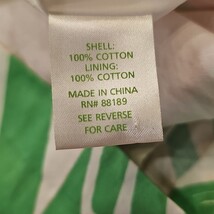 SHELL:
100% COTTON
LINING:
100% COTTON
MADE IN CHINA
RN# 88189
SEE REVERSE
FOR CARE